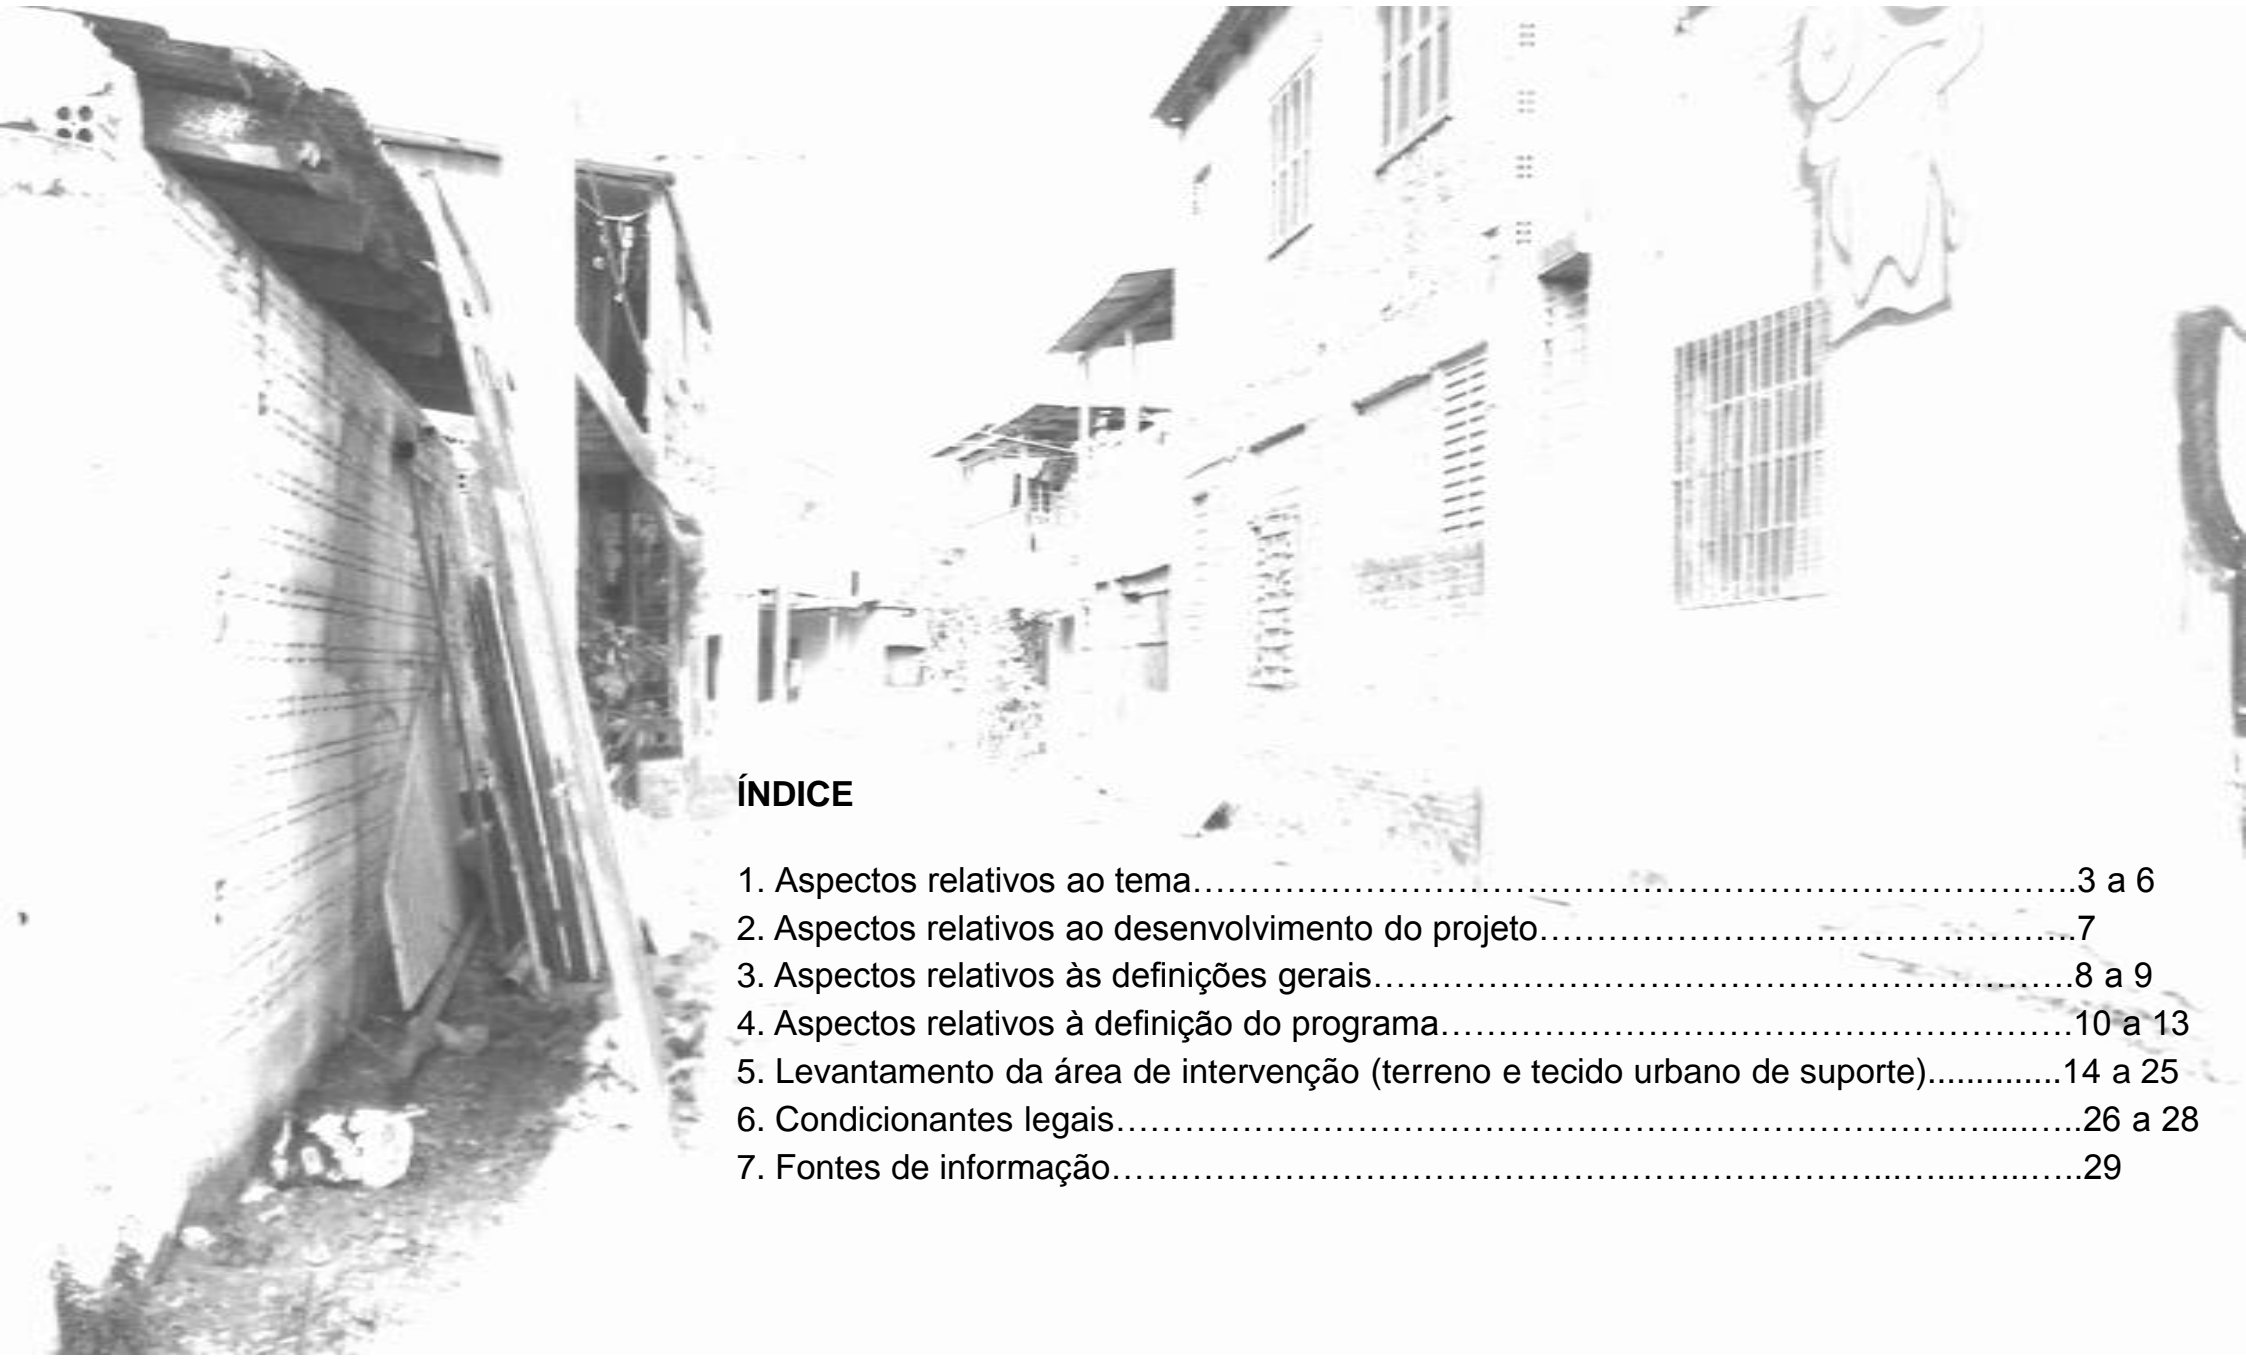 ÍNDICE
1. Aspectos relativos ao tema……………………………………………………………………………..3 a 6
2. Aspectos relativos ao desenvolvimento do projeto……………………………………………..7
3. Aspectos relativos às definições gerais…………………………………………………...……….8 a 9
4. Aspectos relativos à definição do programa………………………………………………………10 a 13
5. Levantamento da área de intervenção (terreno e tecido urbano de suporte)..............14 a 25
6. Condicionantes legais…………………………………………………………………………......…..26 a 28
7. Fontes de informação……………………………………………………………………...…...…...…..29